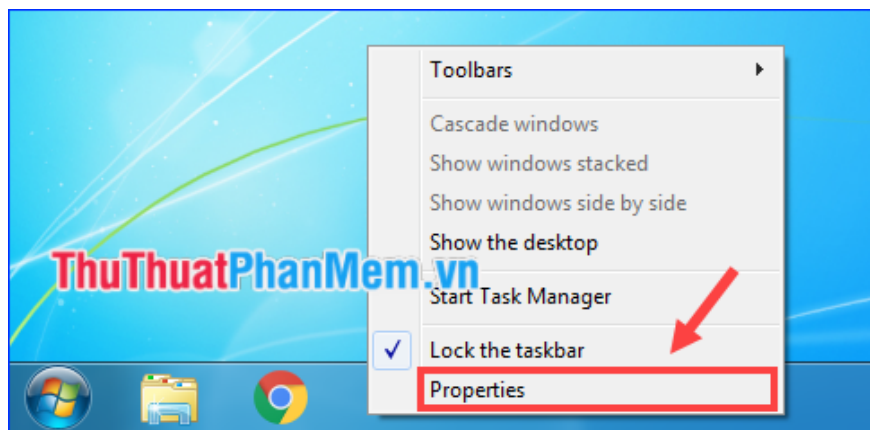 Toolbars
Cascade windows
Show windows stacked
Show windows side by side
Show the desktop
ThuThuatPhanMem.vn
Start Task Manager
Lock the taskbar
Properties